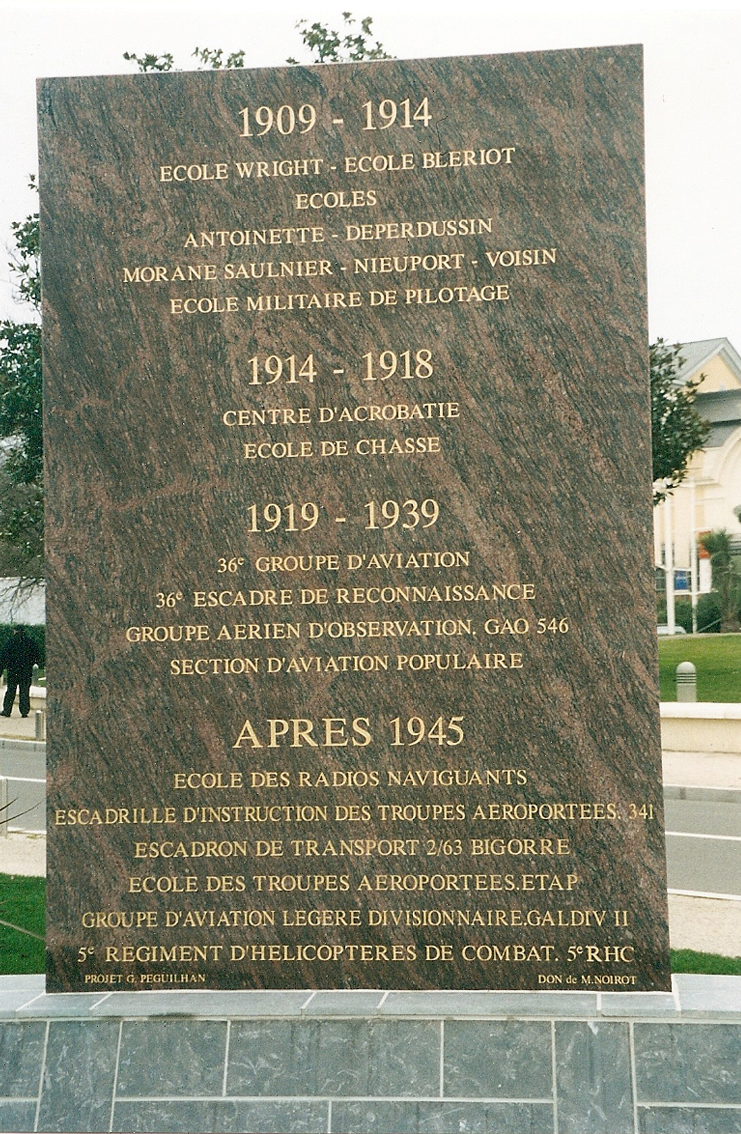 1909 - 1914
ECOLE WRIGHT - ECOLE BLERIOT
ECOLES
ANTOINETTE - DEPERDUSSIN
MORANE SAULNIER - NIEUPORT - VOISIN
ECOLE MILITAIRE DE PILOTAGE
1914 - 1918
CENTRE D'ACROBATIE
ECOLE DE CHASSE
1919 - 1939
36e GROUPE D'AVIATION
36e ESCADRE DE RECONNAISSANCE
GROUPE AERIEN D'OBSERVATION. GAO 546
SECTION D'AVIATION POPULAIRE
APRES 1945
ECOLE DES RADIOS NAVIGUANTS
ESCADRILLE D'INSTRUCTION DES TROUPES AEROPORTEES. 341
ESCADRON DE TRANSPORT 2/63 BIGORRE
ECOLE DES TROUPES AEROPORTEES.ETAP
GROUPE D'AVIATION LEGERE DIVISIONNAIRE.GALDIV 11
5e REGIMENT D'HELICOPTERES DE COMBAT. 5eRHC
PROJET G. PEGUILHAN DON de M.NOIROT